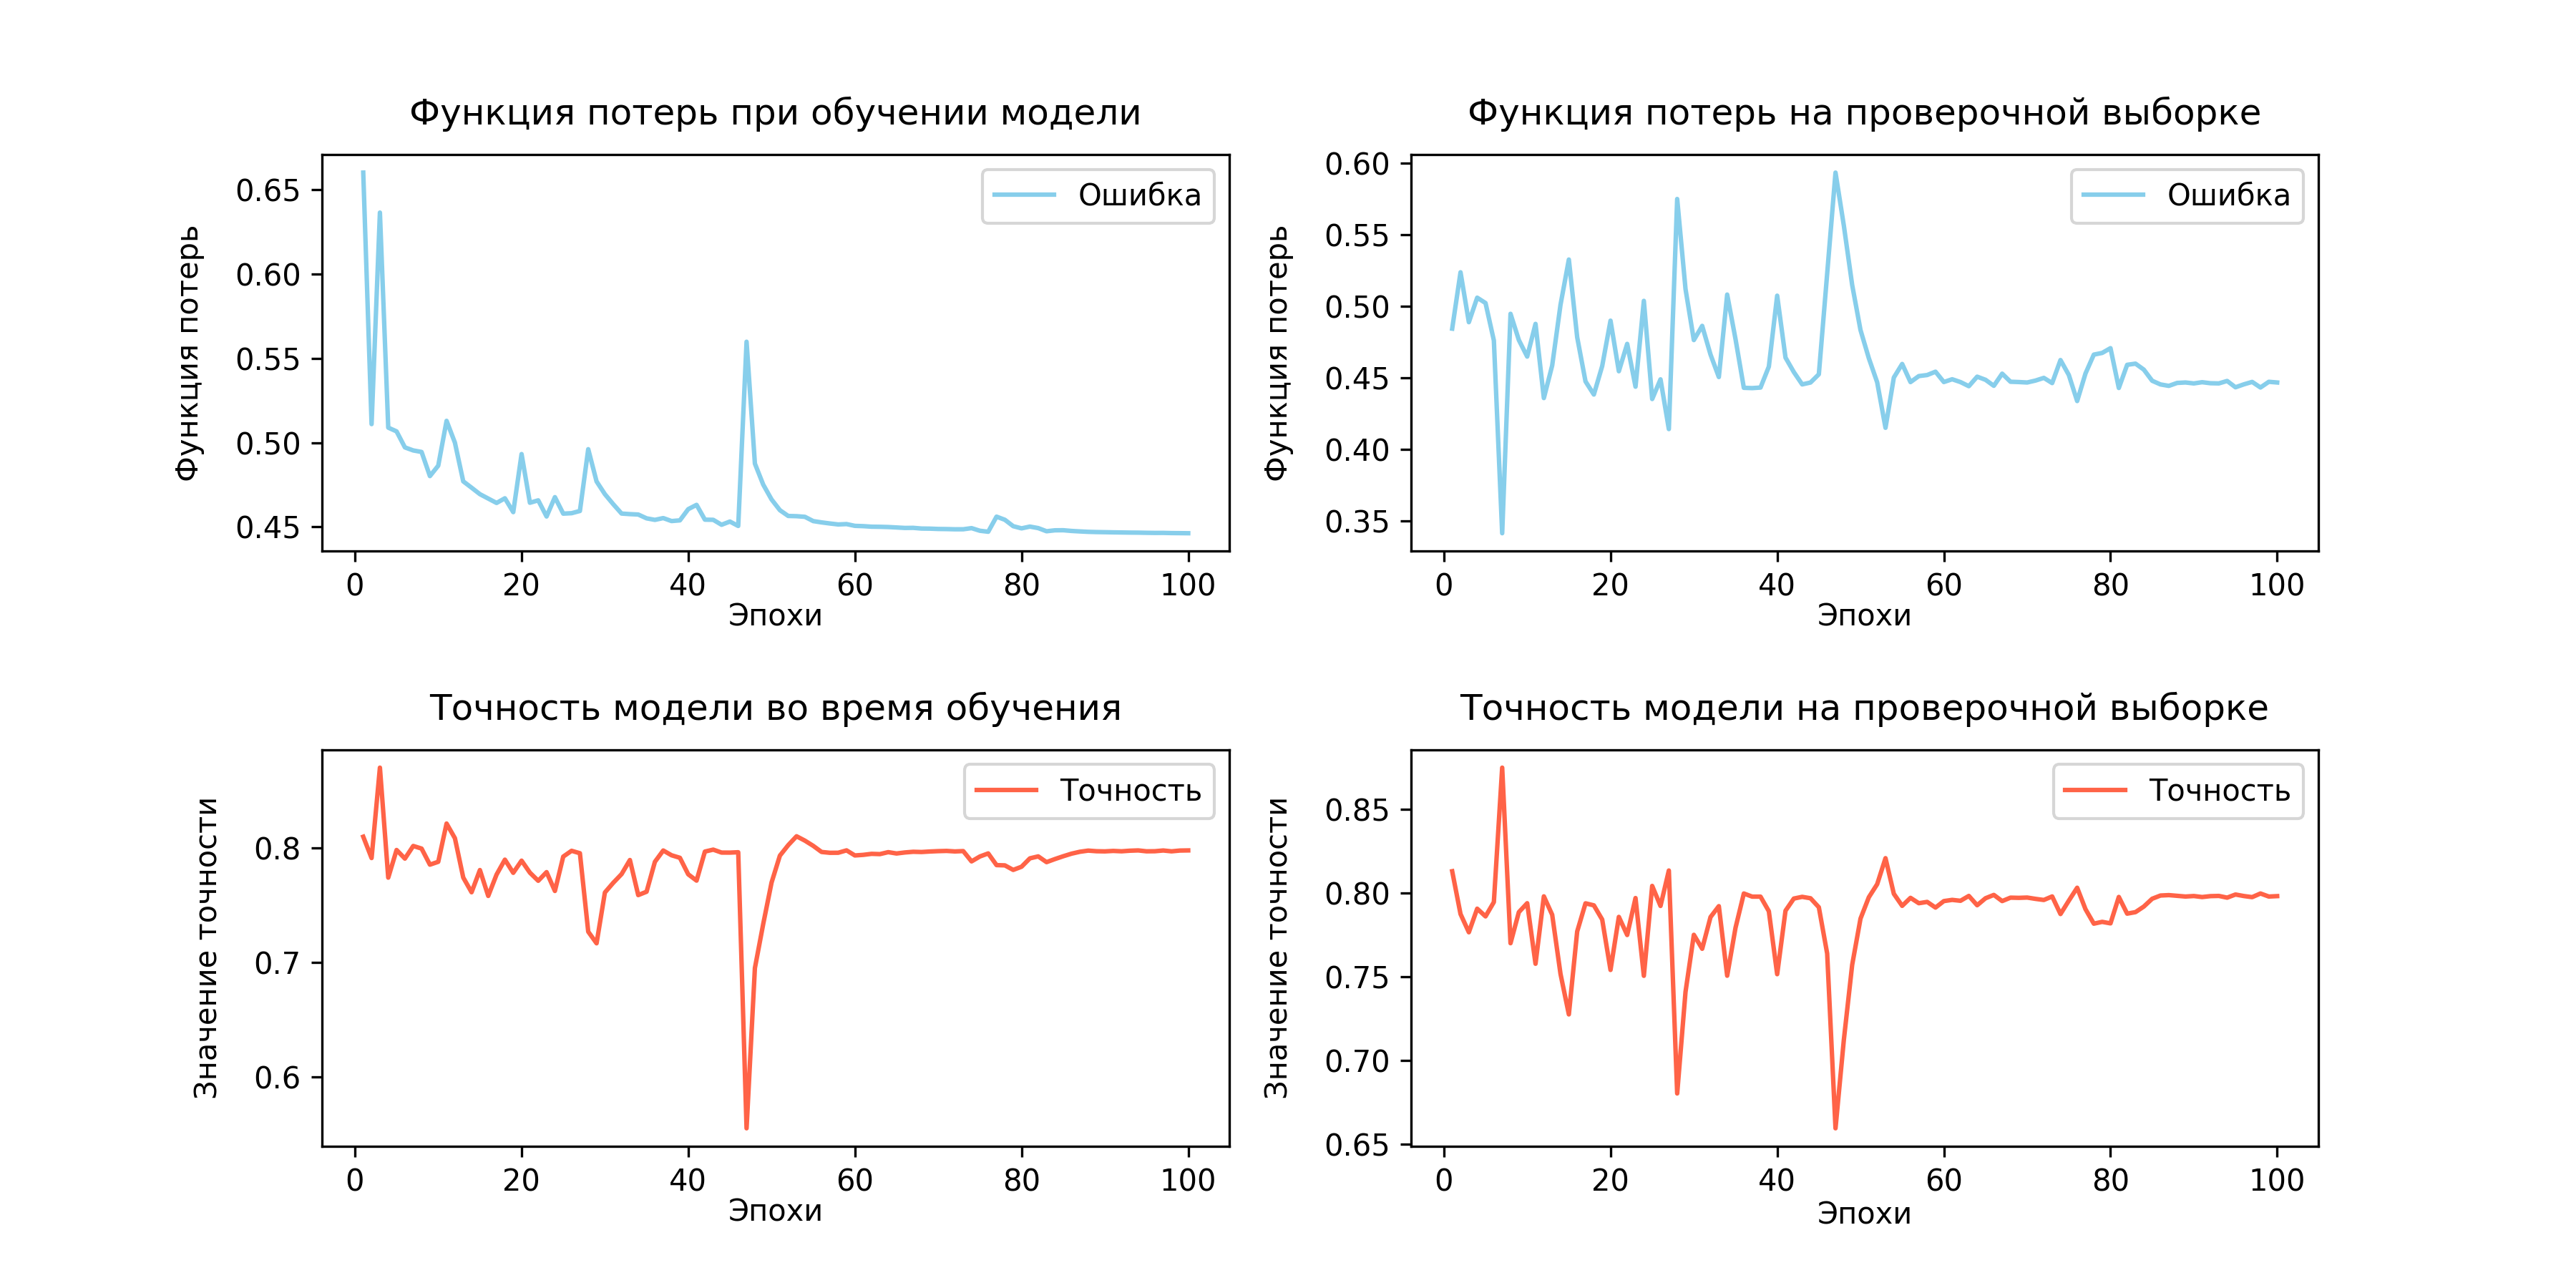 Функция потерь при обучении модели
Функция потерь
0.65
0.60
0.55
0.50
0.45
Ошибка
0 20 40 60 80 100
Эпохи
Функция потерь на проверочной выборке
Функция потерь
0.60
0.55
0.50
0.45
0.40
0.35
Ошибка
0 20 40 60 80 100
Эпохи
Точность модели во время обучения
Значение точности
0.8
0.7
0.6
Точность
0 20 40 60 80 100
Эпохи
Точность модели на проверочной выборке
Значение точности
0.85
0.80
0.75
0.70
0.65
Точность
0 20 40 60 80 100
Эпохи